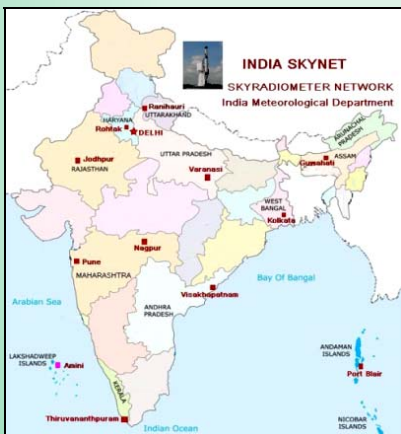 INDIA SKYNET
SKYRADIOMETER NETWORK
India Meteorological Department
Ranihauri
UTTARAKHAND
HARYANA
Rohtak
DELHI
ARUNACHAL
PRADESH
ASSAM
Guwahati
Jodhpur
RAJASTHAN
UTTAR PRADESH
Varanasi
WEST
BANGAL
Kolkata
Nagpur
Pune
MAHARASHTRA
Bay Of Bangal
Visakhapatnam
Arabian Sea
ANDHRA
PRADESH
LAKSHADWEEP
ISLANDS
Amini
ANDAMAN
ISLANDS
Port Blair
KERALA
Thiruvananthpuram
Indian Ocean
NICOBAR
ISLANDS